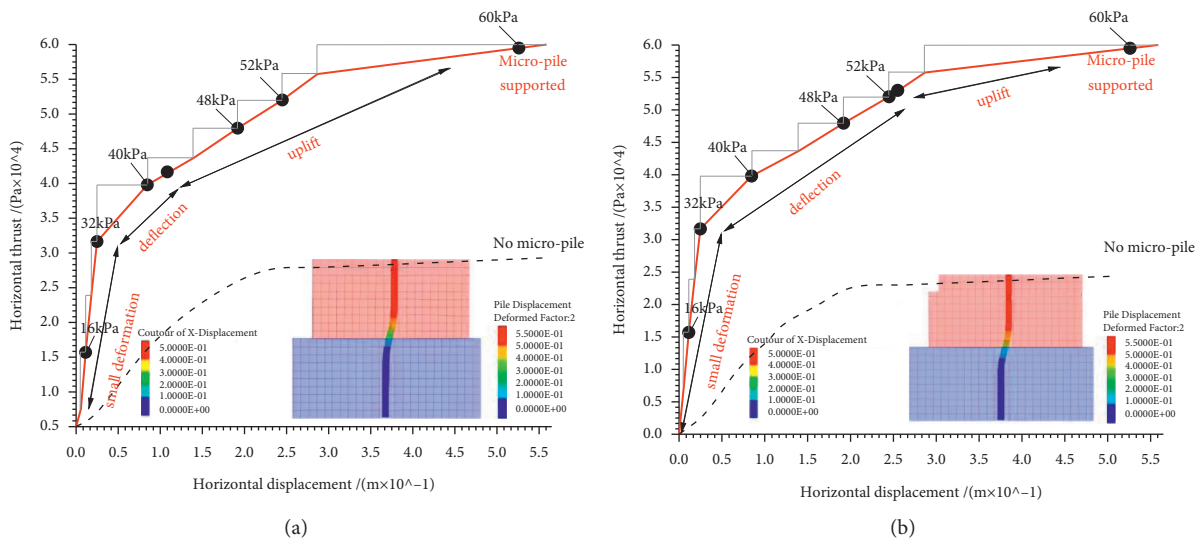 60kPa
6.0
Micro-pile
supported
5.5
52kPa
5.0
48kPa
4.5
40kPa
uplift
4.0
deflection
3.5
32kPa
3.0
No micro-pile
2.5
2.0
16kPa
small deformation
1.5
1.0
0.5
Horizontal thrust /(Pa×10^4)
Contour of X-Displacement
5.0000E-01
4.0000E-01
3.0000E-01
2.0000E-01
1.0000E-01
0.0000E+00
Pile Displacement
Deformed Factor:2
5.5000E-01
5.0000E-01
4.0000E-01
3.0000E-01
2.0000E-01
1.0000E-01
0.0000E+00
0.0 0.5 1.0 1.5 2.0 2.5 3.0 3.5 4.0 4.5 5.0 5.5
Horizontal displacement /(m×10^–1)
(a)
60kPa
6.0
Micro-pile
supported
5.5
52kPa
uplift
5.0
48kPa
4.5
40kPa
deflection
4.0
3.5
32kPa
3.0
No micro-pile
2.5
2.0
16kPa
small deformation
1.5
1.0
0.5
0.0
Horizontal thrust /(Pa×10^4)
Contour of X-Displacement
5.0000E-01
4.0000E-01
3.0000E-01
2.0000E-01
1.0000E-01
0.0000E+00
Pile Displacement
Deformed Factor:2
5.5000E-01
5.0000E-01
4.0000E-01
3.0000E-01
2.0000E-01
1.0000E-01
0.0000E+00
0.0 0.5 1.0 1.5 2.0 2.5 3.0 3.5 4.0 4.5 5.0 5.5
Horizontal displacement /(m×10^–1)
(b)